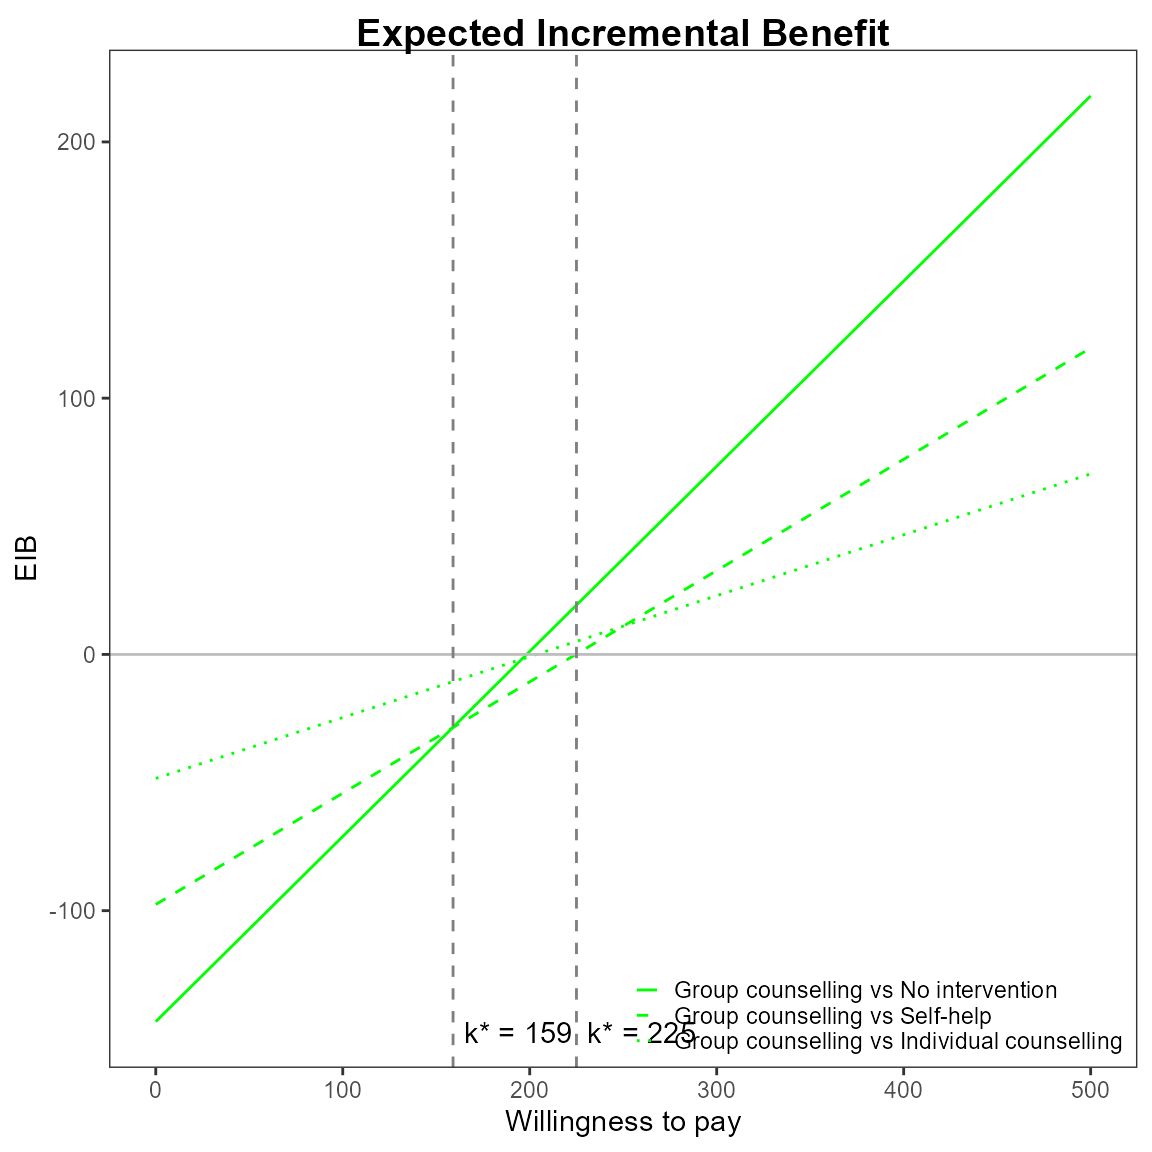 Expected Incremental Benefit
200
100
0
-100
EIB
Group counselling vs No intervention
Group counselling vs Self-help
Group counselling vs Individual counselling
k* = 159
k* = 225
0 100 200 300 400 500
Willingness to pay